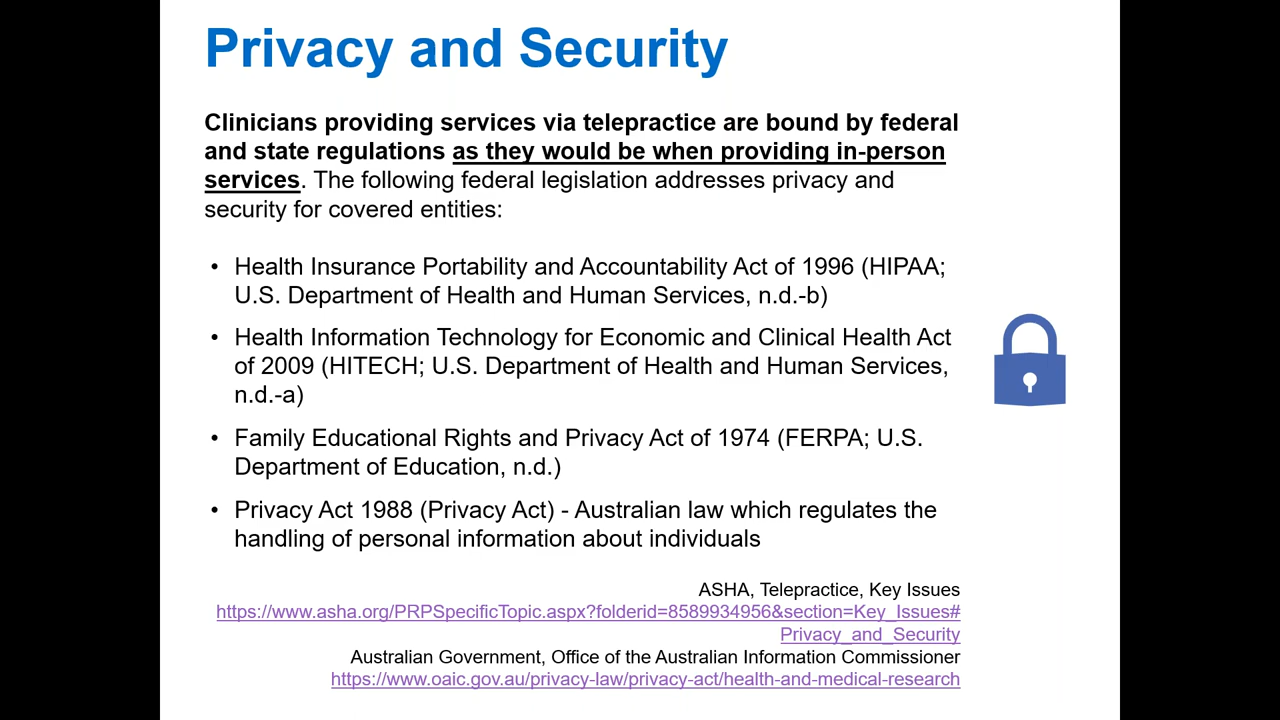 Privacy and Security
Clinicians providing services via telepractice are bound by federal
and state regulations as they would be when providing in-person
services. The following federal legislation addresses privacy and
security for covered entities:
• Health Insurance Portability and Accountability Act of 1996 (HIPAA;
U.S. Department of Health and Human Services, n.d.-b)
• Health Information Technology for Economic and Clinical Health Act
of 2009 (HITECH; U.S. Department of Health and Human Services,
n.d.-a)
• Family Educational Rights and Privacy Act of 1974 (FERPA; U.S.
Department of Education, n.d.)
• Privacy Act 1988 (Privacy Act) - Australian law which regulates the
handling of personal information about individuals
ASHA, Telepractice, Key Issues
https://www.asha.org/PRPSpecificTopic.aspx?folderid=8589934956&section=Key_Issues#
Privacy_and_Security
Australian Government, Office of the Australian Information Commissioner
https://www.oaic.gov.au/privacy-law/privacy-act/health-and-medical-research